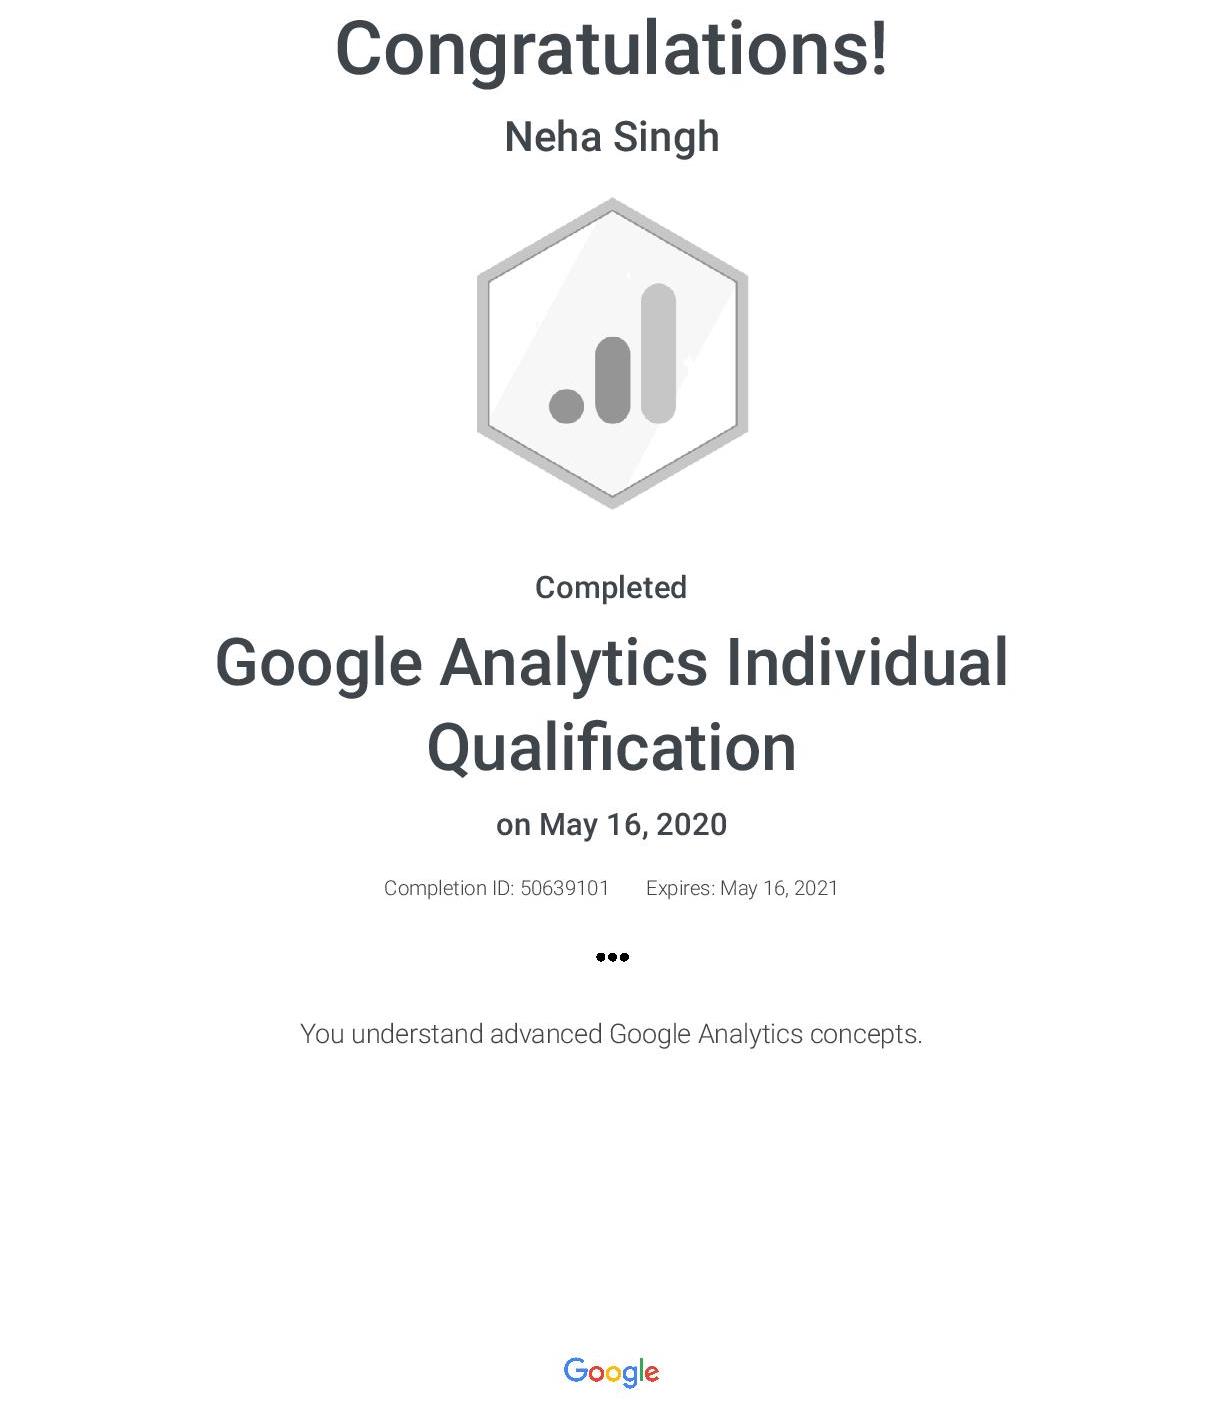 Congratulations!
Neha Singh
Completed
Google Analytics Individual
Qualification
on May 16, 2020
Completion ID: 50639101 Expires: May 16, 2021
•••
You understand advanced Google Analytics concepts.
Google